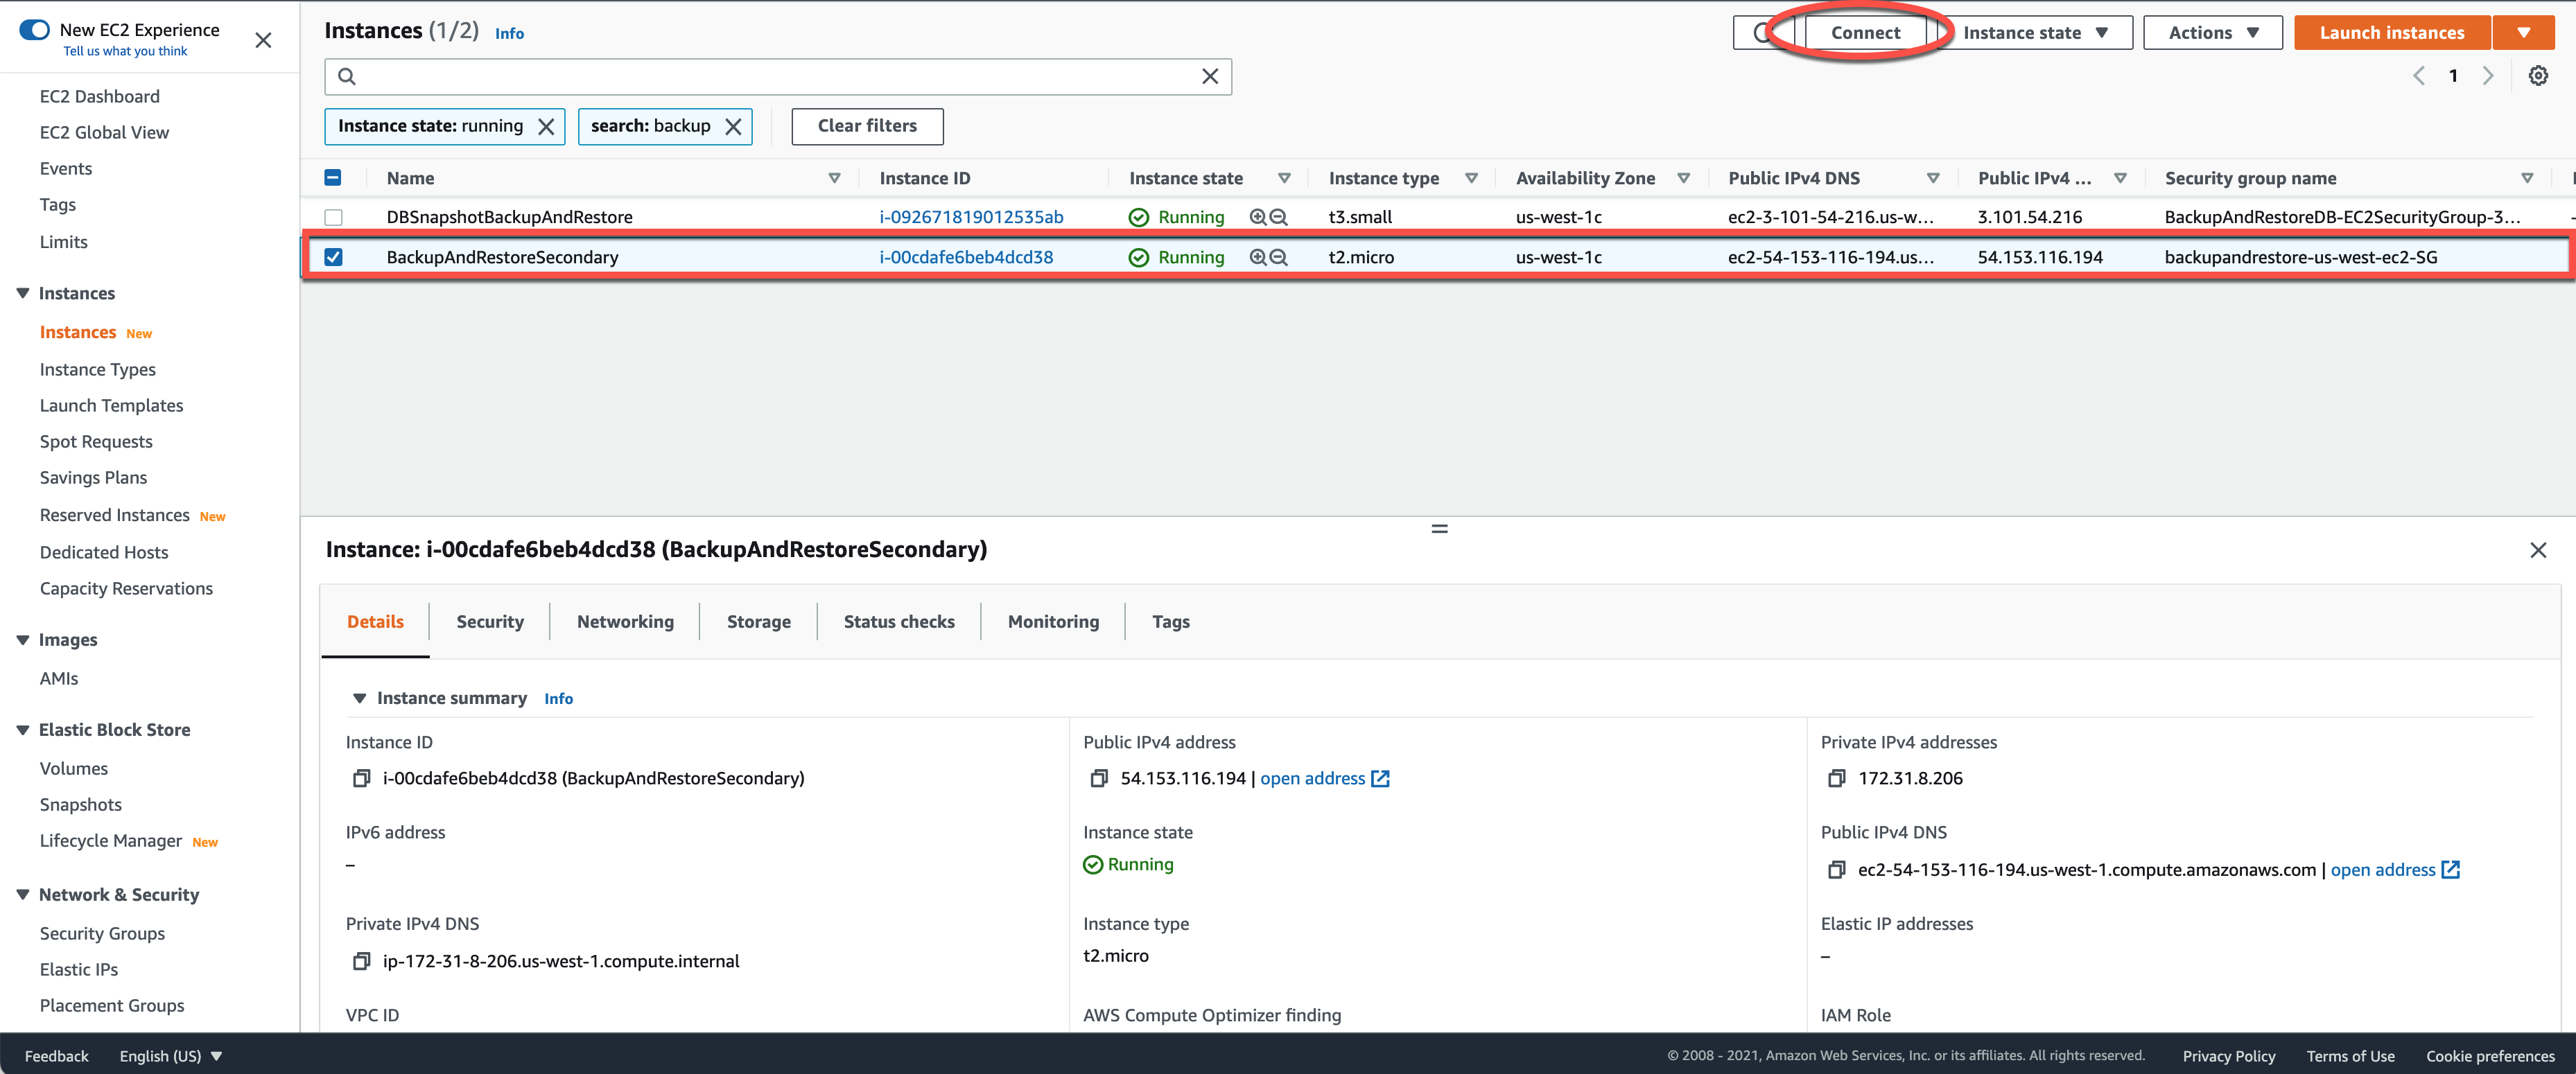 New EC2 Experience
Tell us what you think
EC2 Dashboard
EC2 Global View
Events
Tags
Limits
Instances
Instances New
Instance Types
Launch Templates
Spot Requests
Savings Plans
Reserved Instances New
Dedicated Hosts
Capacity Reservations
Images
AMIs
Elastic Block Store
Volumes
Snapshots
Lifecycle Manager New
Network & Security
Security Groups
Elastic IPs
Placement Groups
Instances (1/2) Info
Connect Instance state Actions Launch instances
1
Instance state: running search: backup Clear filters
Name Instance ID Instance state Instance type Availability Zone Public IPv4 DNS Public IPv4 ... Security group name
DBSnapshotBackupAndRestore i-092671819012535ab Running t3.small us-west-1c ec2-3-101-54-216.us-w... 3.101.54.216 BackupAndRestoreDB-EC2SecurityGroup-3...
BackupAndRestoreSecondary i-00cdafe6beb4dcd38 Running t2.micro us-west-1c ec2-54-153-116-194.us... 54.153.116.194 backupandrestore-us-west-ec2-SG
Instance: i-00cdafe6beb4dcd38 (BackupAndRestoreSecondary)
Details Security Networking Storage Status checks Monitoring Tags
Instance summary Info
Instance ID
i-00cdafe6beb4dcd38 (BackupAndRestoreSecondary)
Public IPv4 address
54.153.116.194 | open address
Private IPv4 addresses
172.31.8.206
IPv6 address
–
Instance state
Running
Public IPv4 DNS
ec2-54-153-116-194.us-west-1.compute.amazonaws.com | open address
Private IPv4 DNS
ip-172-31-8-206.us-west-1.compute.internal
Instance type
t2.micro
Elastic IP addresses
–
VPC ID
AWS Compute Optimizer finding
IAM Role
Feedback English (US) © 2008 - 2021, Amazon Web Services, Inc. or its affiliates. All rights reserved. Privacy Policy Terms of Use Cookie preferences